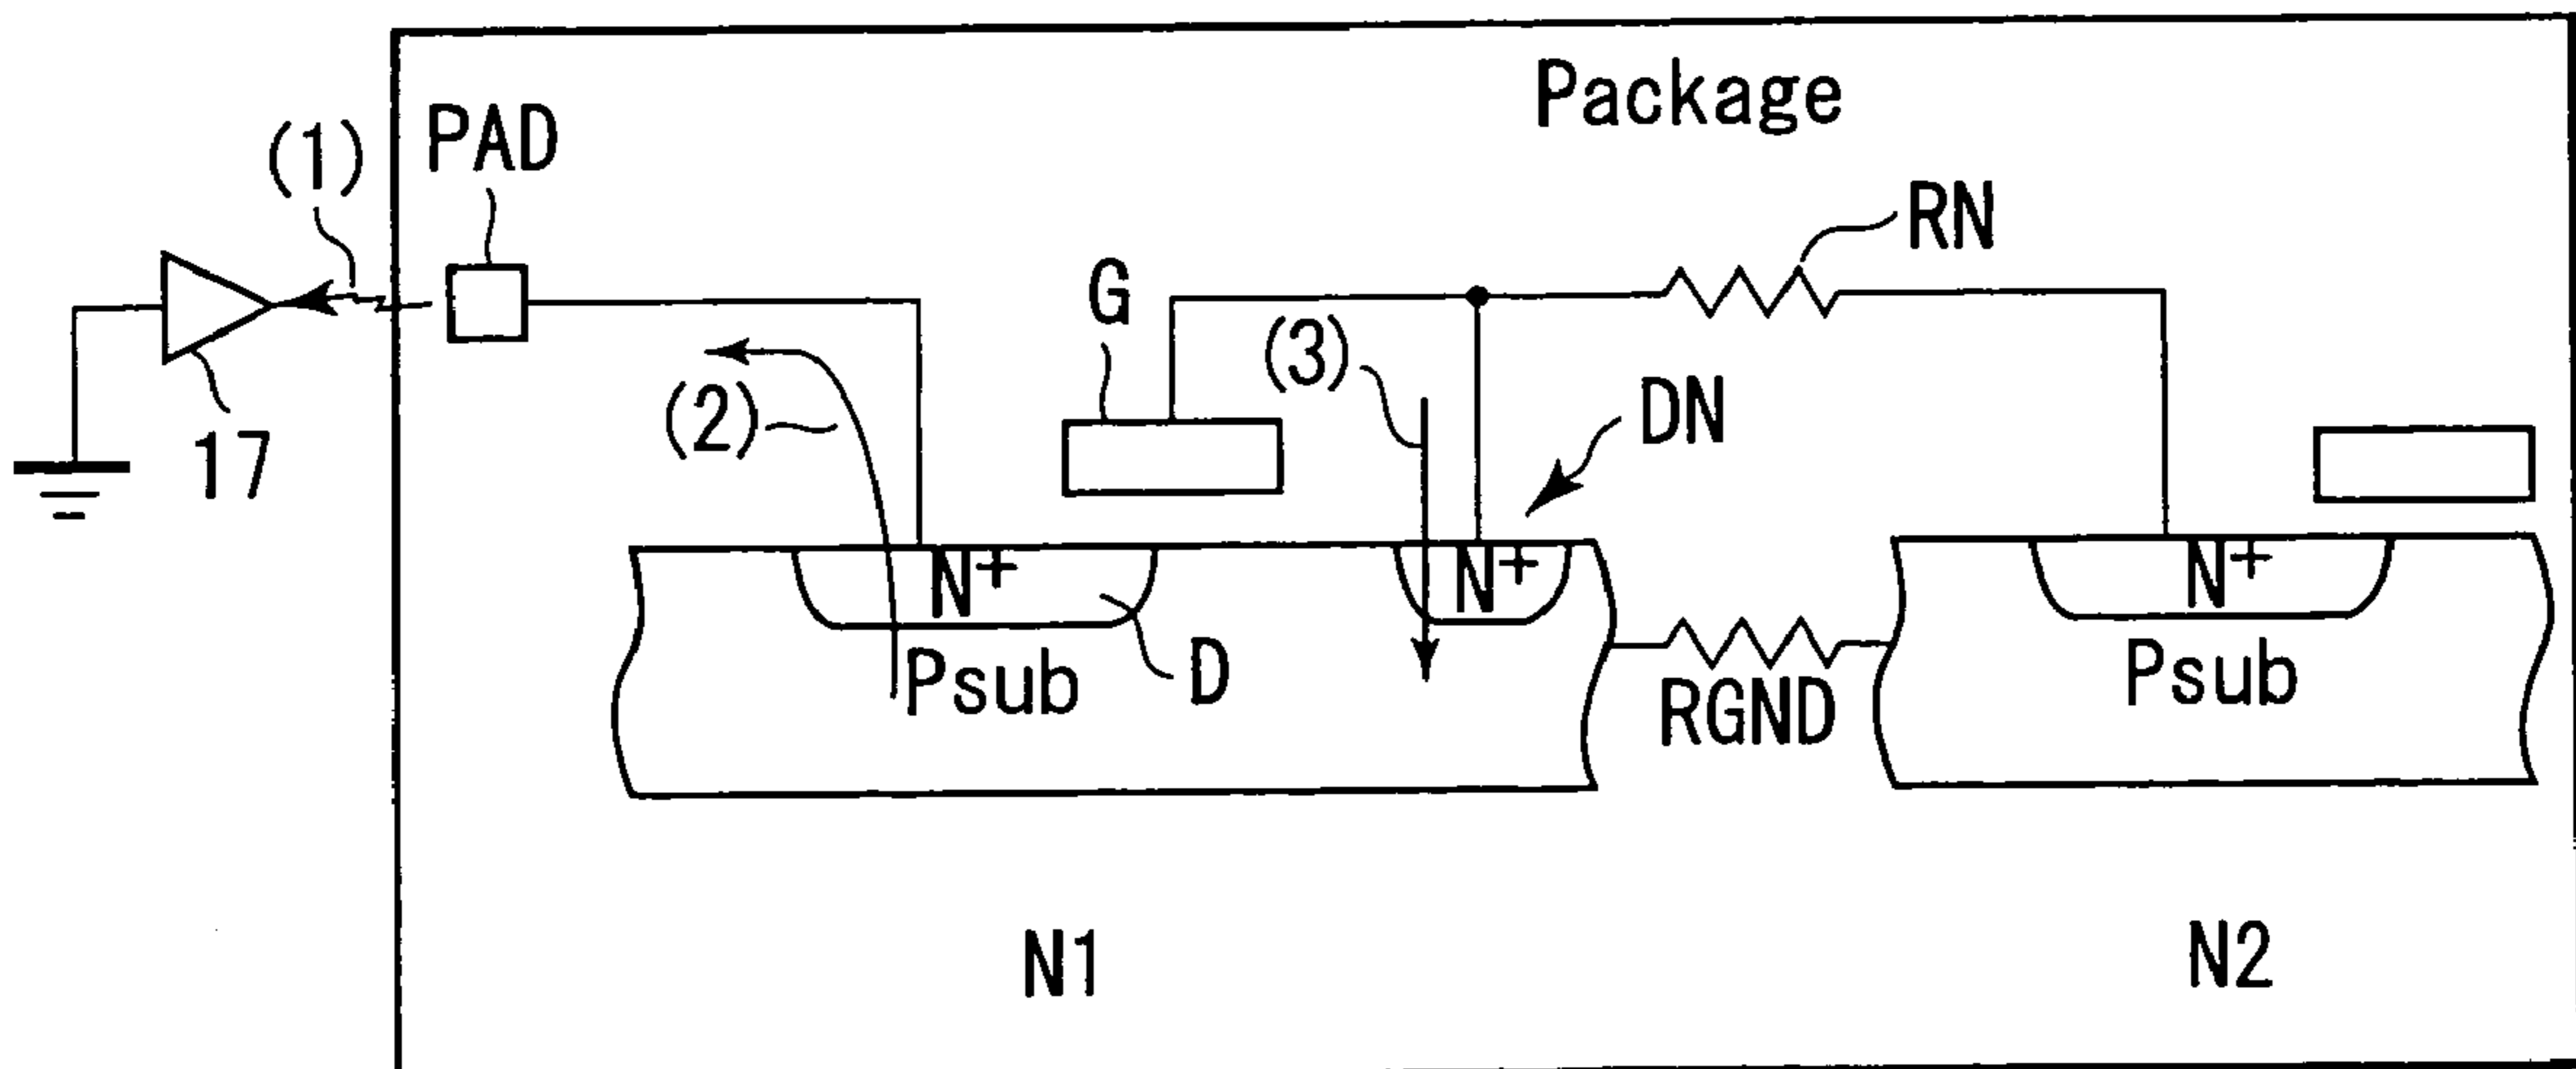 Package
(1)
PAD
RN
G
(3)
DN
(2)
17
N+
N+
N+
Psub
D
RGND
Psub
N1
N2